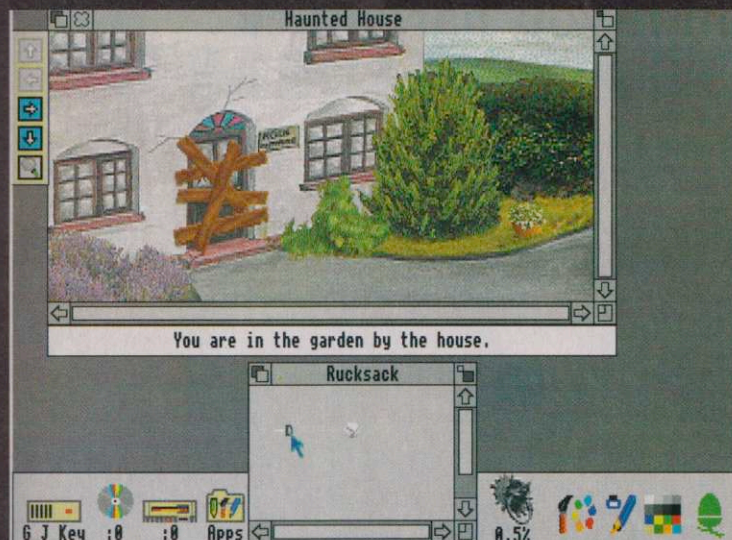 Haunted House
You are in the garden by the house.
Rucksack
G J Key
:0
:0
Apps
0.5%